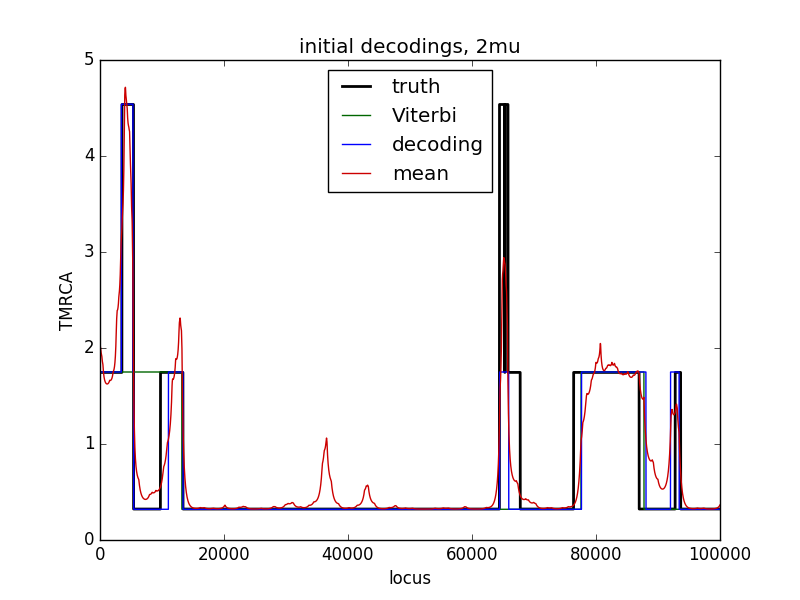 initial decodings, 2mu
5
truth
Viterbi
decoding
mean
4
3
TMRCA
2
1
0
0 20000 40000 60000 80000 100000
locus